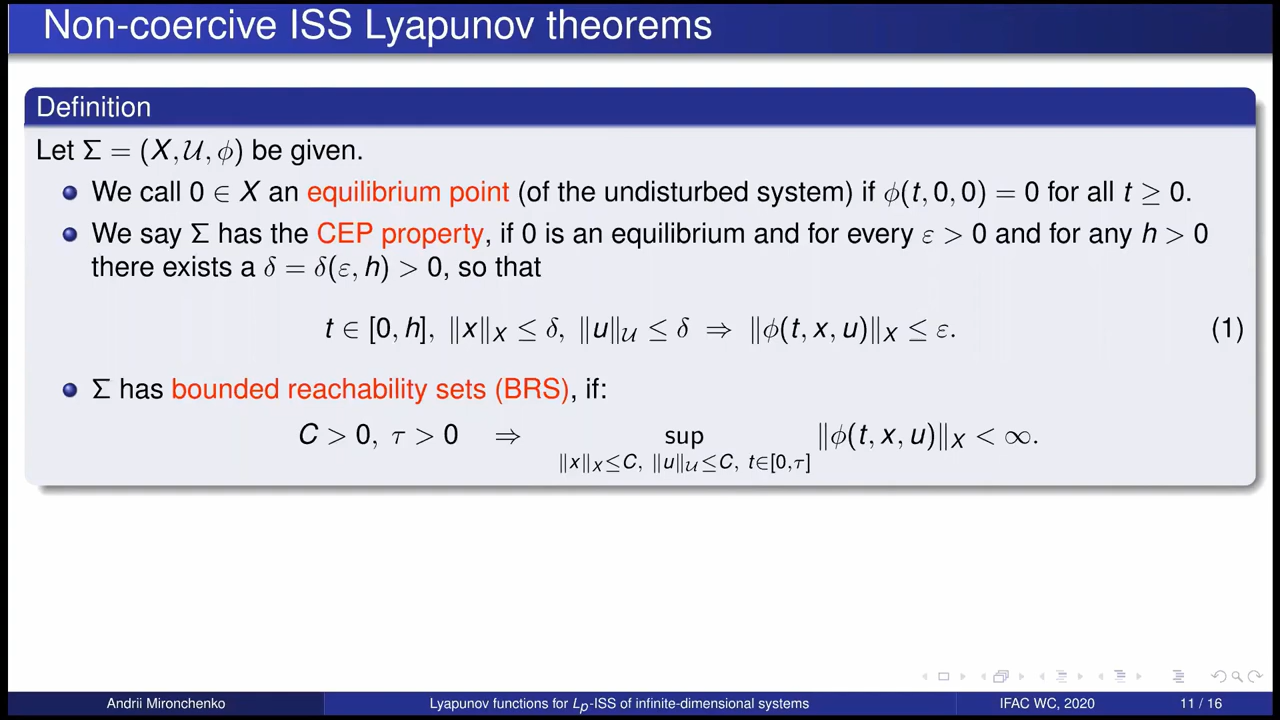 Non-coercive ISS Lyapunov theorems
Definition
Let Σ = (X, 𝒰, ϕ) be given.
We call 0 ∈ X an equilibrium point (of the undisturbed system) if ϕ(t, 0, 0) = 0 for all t ≥ 0.
We say Σ has the CEP property, if 0 is an equilibrium and for every ε > 0 and for any h > 0
there exists a δ = δ(ε, h) > 0, so that
t ∈ [0, h], ‖x‖_X ≤ δ, ‖u‖_𝒰 ≤ δ ⇒ ‖ϕ(t, x, u)‖_X ≤ ε. (1)
Σ has bounded reachability sets (BRS), if:
C > 0, τ > 0 ⇒ sup ‖ϕ(t, x, u)‖_X < ∞.
‖x‖_X≤C, ‖u‖_𝒰≤C, t∈[0,τ]
Andrii Mironchenko Lyapunov functions for L_p-ISS of infinite-dimensional systems IFAC WC, 2020 11 / 16